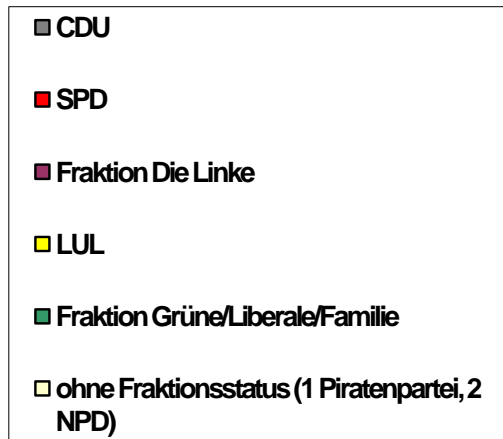 CDU
SPD
Fraktion Die Linke
LUL
Fraktion Grüne/Liberale/Familie
ohne Fraktionsstatus (1 Piratenpartei, 2
NPD)